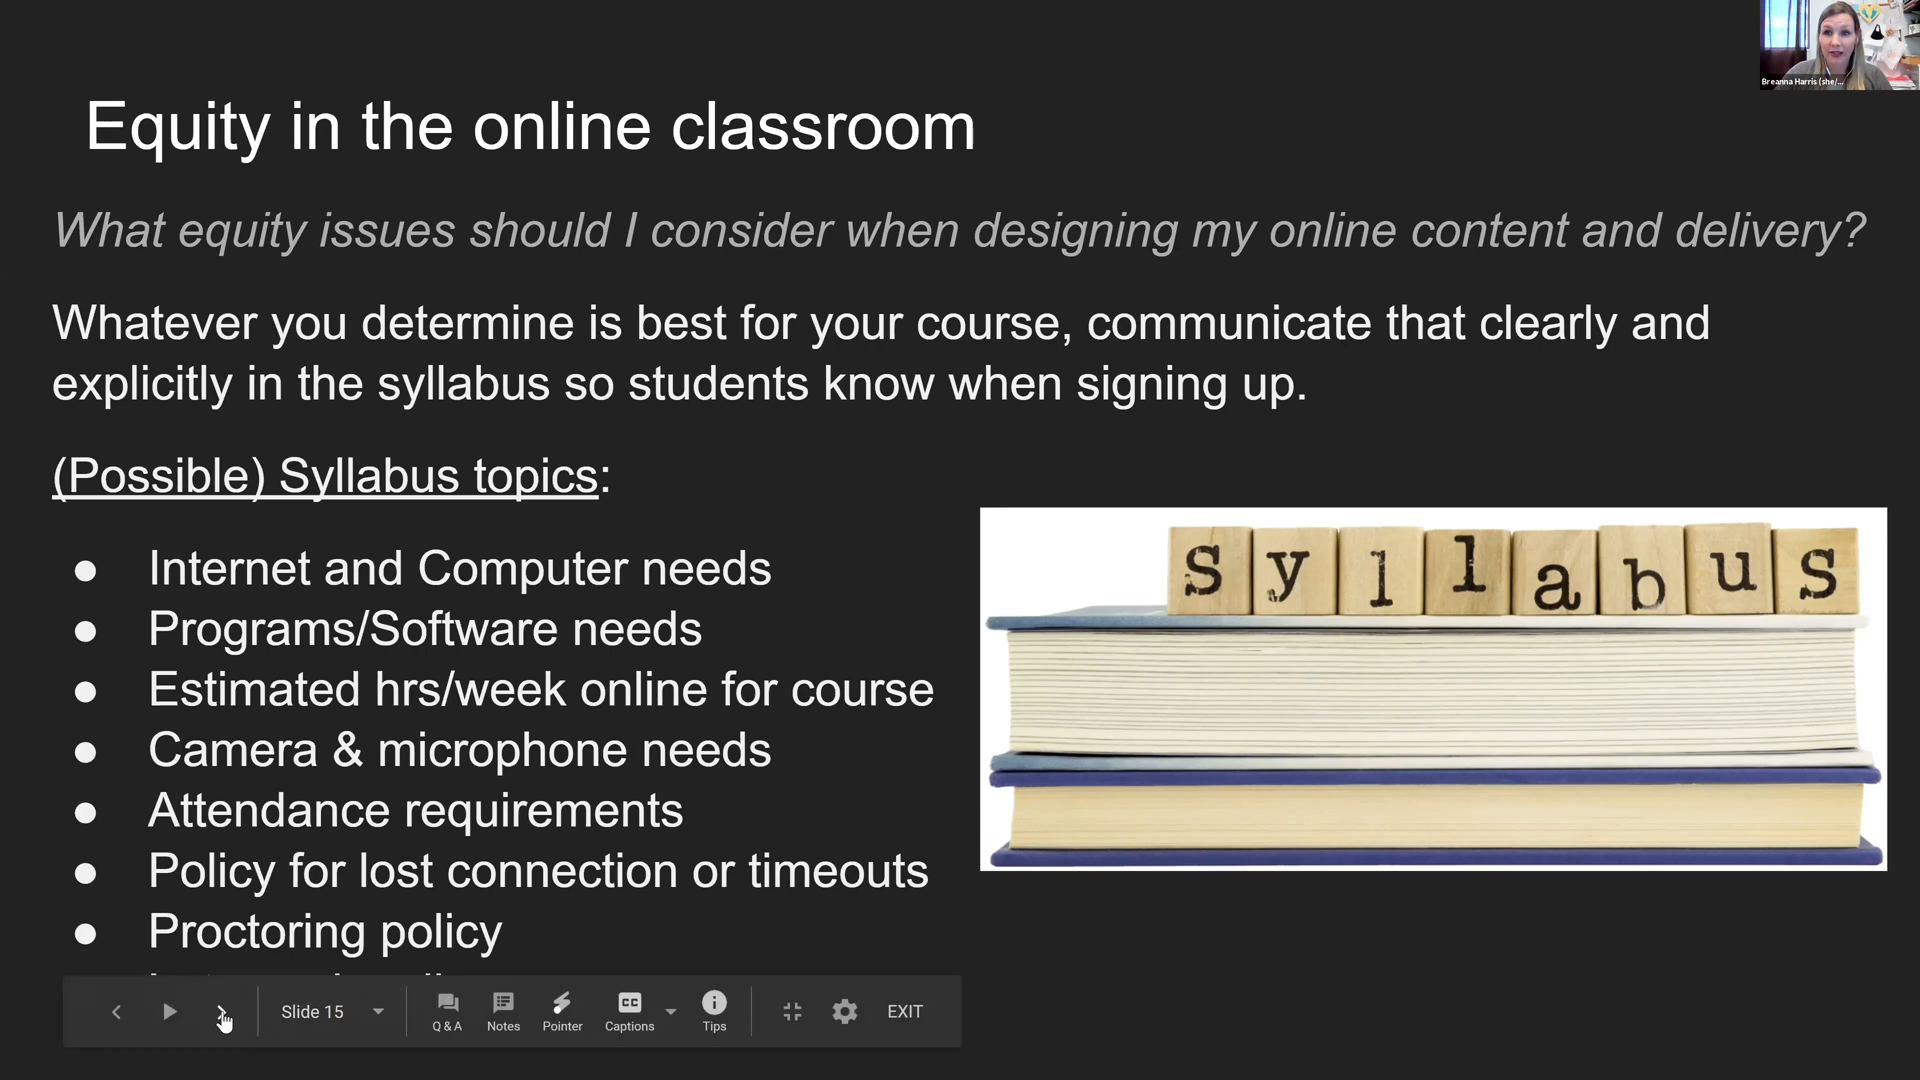 Breanna Harris (she/...
Equity in the online classroom
What equity issues should I consider when designing my online content and delivery?
Whatever you determine is best for your course, communicate that clearly and
explicitly in the syllabus so students know when signing up.
(Possible) Syllabus topics:
● Internet and Computer needs
● Programs/Software needs
● Estimated hrs/week online for course
● Camera & microphone needs
● Attendance requirements
● Policy for lost connection or timeouts
● Proctoring policy
syllabus
Slide 15
Q & A
Notes
Pointer
CC
Captions
Tips
EXIT